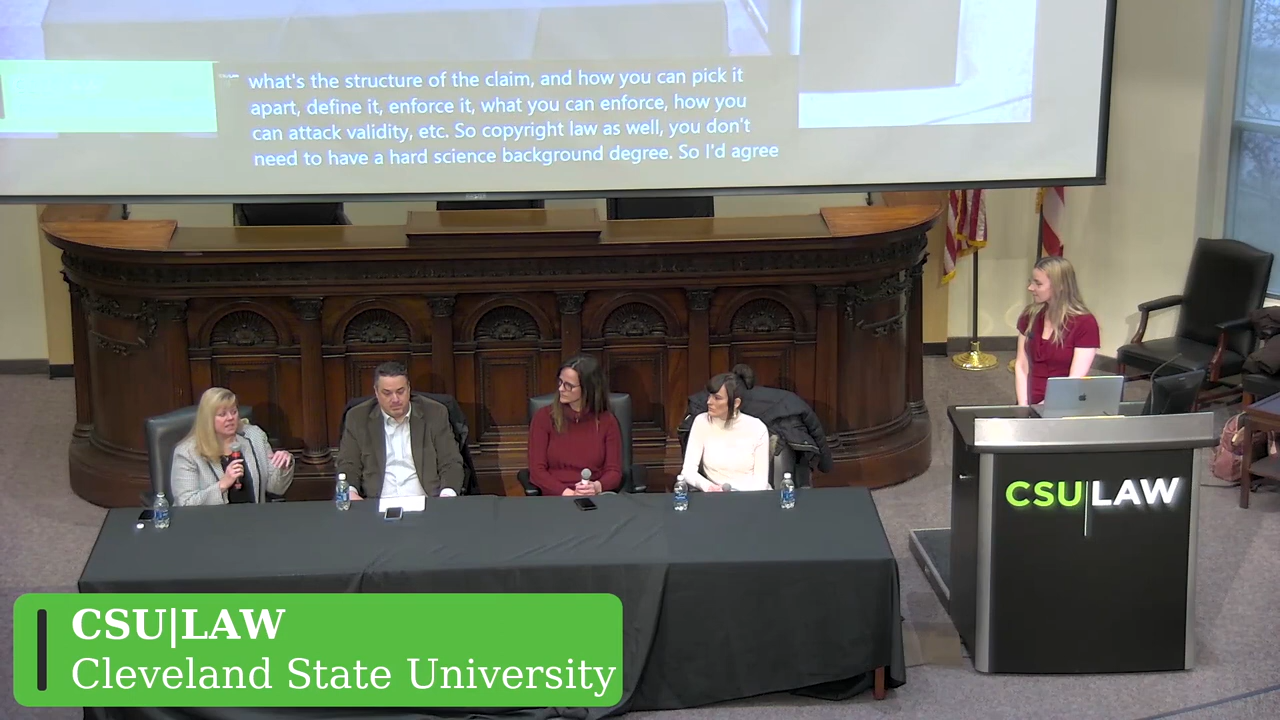 what's the structure of the claim, and how you can pick it
apart, define it, enforce it, what you can enforce, how you
can attack validity, etc. So copyright law as well, you don't
need to have a hard science background degree. So I'd agree
CSU|LAW
CSU|LAW
Cleveland State University